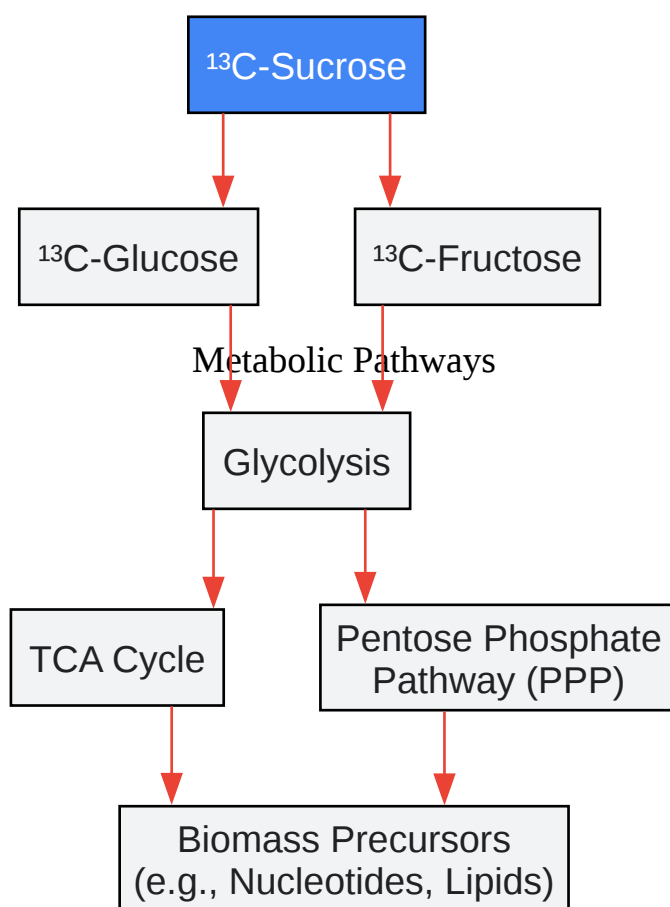 ¹³C-Sucrose
¹³C-Glucose
¹³C-Fructose
Metabolic Pathways
Glycolysis
TCA Cycle
Pentose Phosphate
Pathway (PPP)
Biomass Precursors
(e.g., Nucleotides, Lipids)